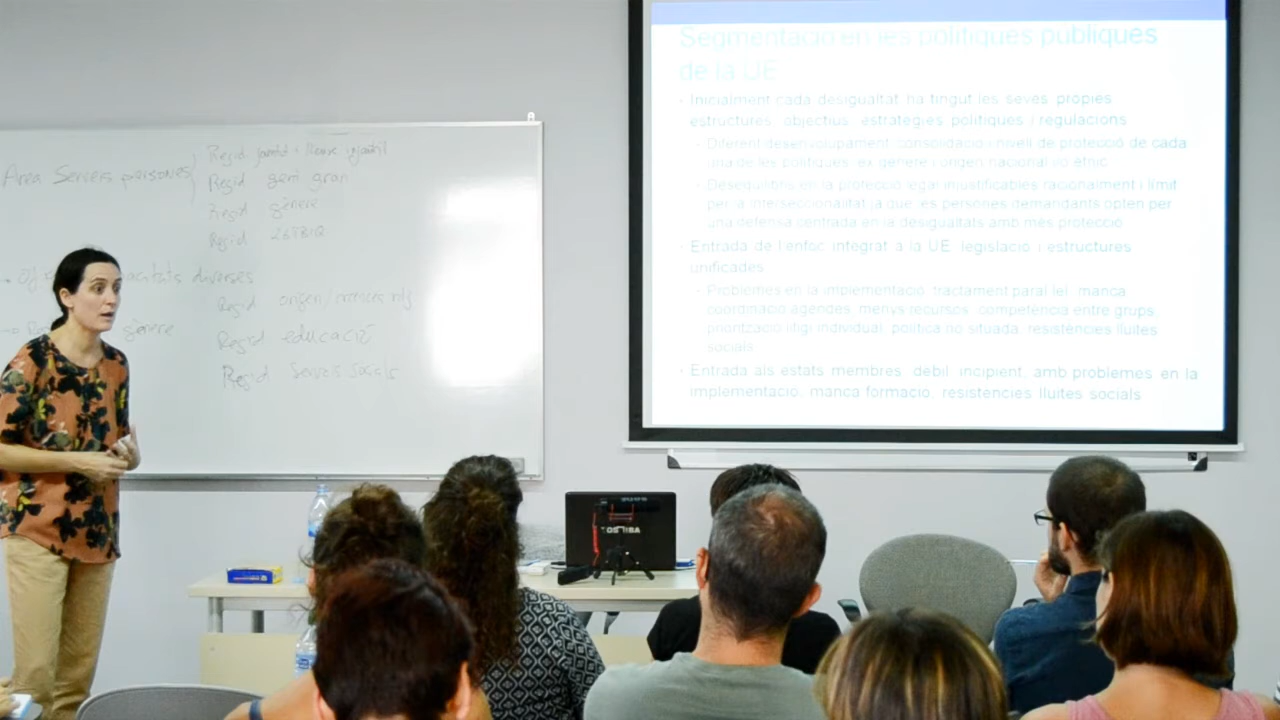 Àrea Serveis persones
Regid
Regid gent gran
Regid gènere
Regid LGTBIQ
diverses
Regid origen/
gènere
Regid educació
Regid Serveis Socials
TOSHIBA
Segmentació en les polítiques públiques
de la UE
Inicialment cada desigualtat ha tingut les seves pròpies
estructures, objectius, estratègies polítiques i regulacions
Diferent desenvolupament, consolidació i nivell de protecció de cada
una de les polítiques, ex gènere i origen nacional i/o ètnic
Desequilibris en la protecció legal injustificables racionalment i límit
per a interseccionalitat ja que les persones demandants opten per
una defensa centrada en la desigualtats amb més protecció
Entrada de l'enfoc integrat a la UE, legislació i estructures
unificades
Problemes en la implementació, tractament paral·lel, manca
coordinació agendes, menys recursos, competència entre grups
priorització litigi individual, política no situada, resistències lluites
socials
Entrada als estats membres, dèbil, incipient, amb problemes en la
implementació, manca formació, resistències lluites socials